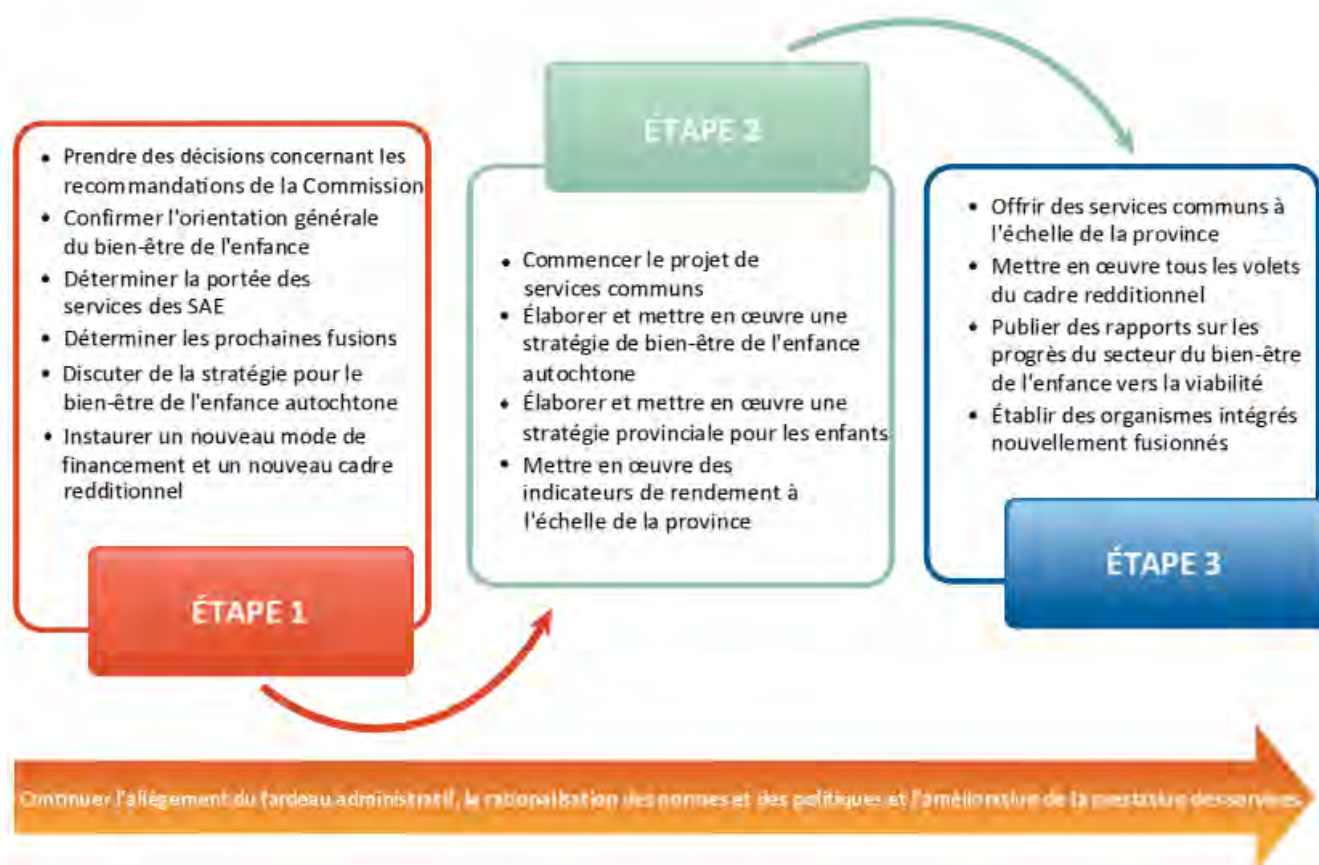 • Prendre des décisions concernant les
recommandations de la Commission
• Confirmer l'orientation générale
du bien-être de l'enfance
• Déterminer la portée des
services des SAE
• Déterminer les prochaines fusions
• Discuter de la stratégie pour le
bien-être de l'enfance autochtone
• Instaurer un nouveau mode de
financement et un nouveau cadre
redditionnel
ÉTAPE 1
ÉTAPE 2
• Commencer le projet de
services communs
• Élaborer et mettre en œuvre une
stratégie de bien-être de l'enfance
autochtone
• Élaborer et mettre en œuvre une
stratégie provinciale pour les enfants
• Mettre en œuvre des
indicateurs de rendement à
l'échelle de la province
• Offrir des services communs à
l'échelle de la province
• Mettre en œuvre tous les volets
du cadre redditionnel
• Publier des rapports sur les
progrès du secteur du bien-être
de l'enfance vers la viabilité
• Établir des organismes intégrés
nouvellement fusionnés
ÉTAPE 3
Continuer l'allègement du fardeau administratif, la rationalisation des normes et des politiques et l'amélioration de la prestation des services.